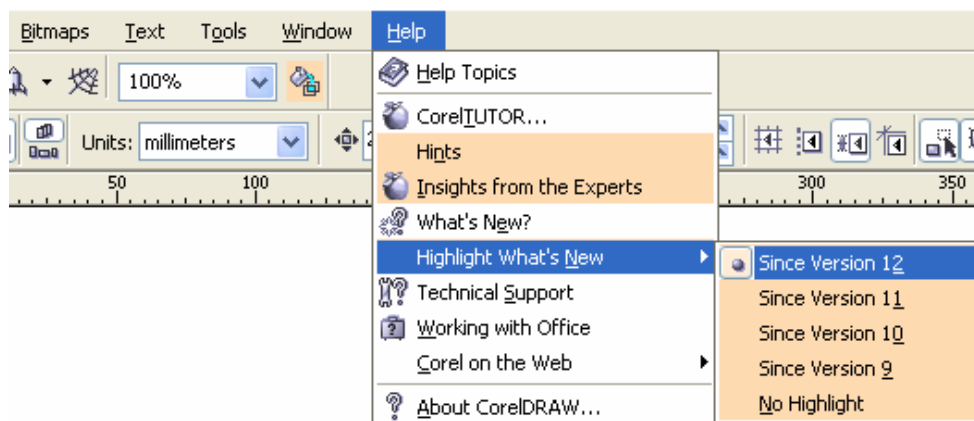 Bitmaps Text Tools Window Help
100%
Units: millimeters
50 100 300 350
Help Topics
CorelTUTOR...
Hints
Insights from the Experts
What's New?
Highlight What's New
Technical Support
Working with Office
Corel on the Web
About CorelDRAW...
Since Version 12
Since Version 11
Since Version 10
Since Version 9
No Highlight